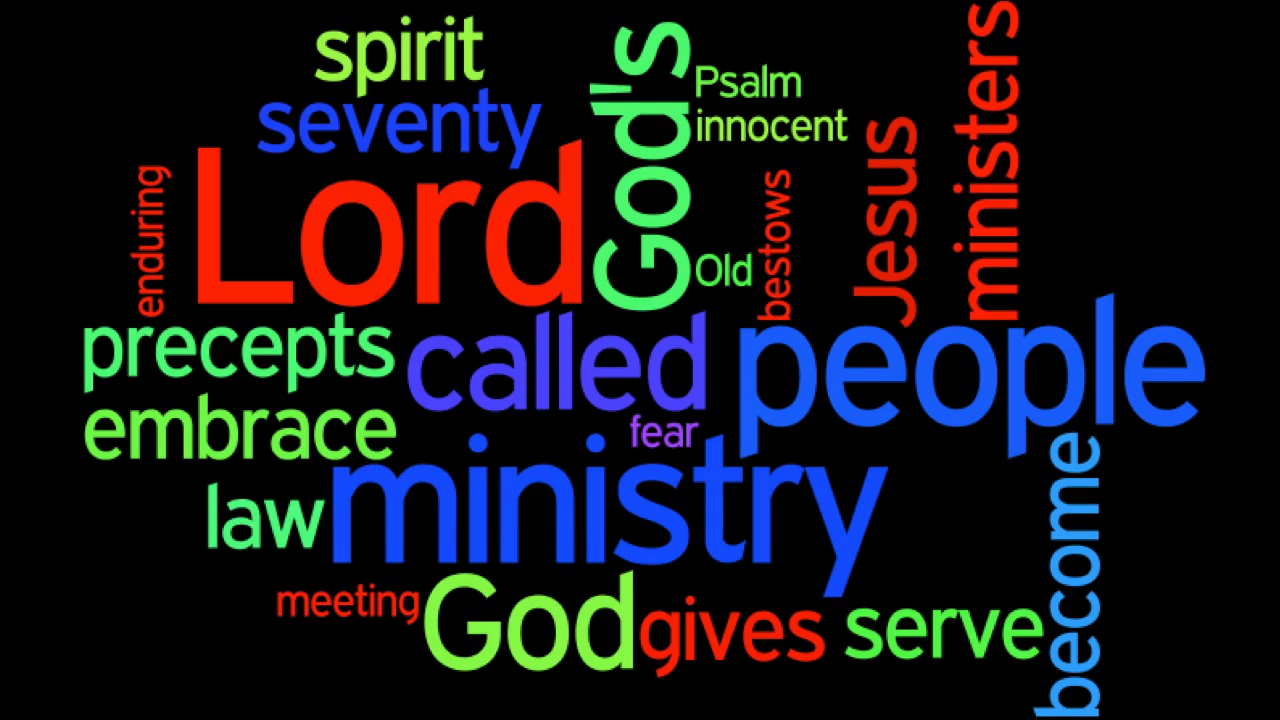 spirit
seventy
God's
Psalm
innocent
ministers
Jesus
enduring
Lord
Old
bestows
precepts
called
people
embrace
fear
law
ministry
become
meeting
God
gives
serve